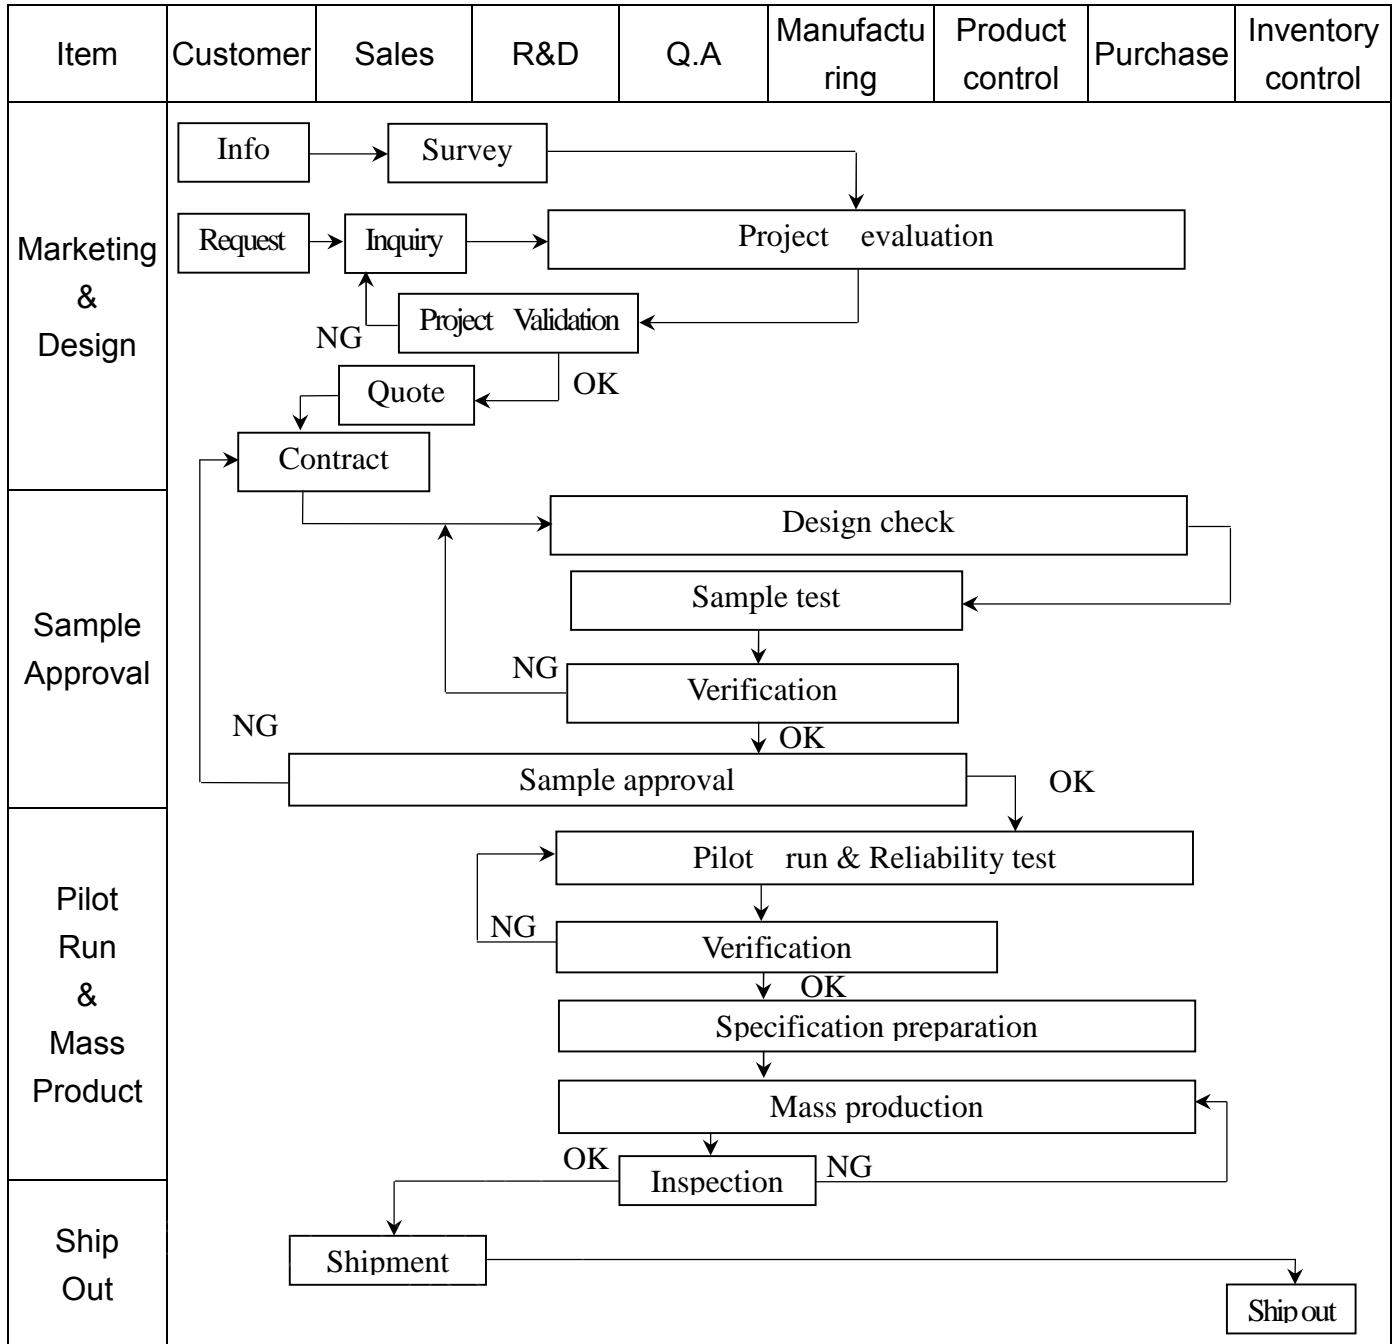 Item
Customer
Sales
R&D
Q.A
Manufactu
ring
Product
control
Purchase
Inventory
control
Marketing
&
Design
Info
Survey
Request
Inquiry
Project evaluation
Project Validation
NG
OK
Quote
Contract
Sample
Approval
Design check
Sample test
NG
Verification
NG
OK
Sample approval
OK
Pilot
Run
&
Mass
Product
Pilot run & Reliability test
NG
Verification
OK
Specification preparation
Mass production
OK
Inspection
NG
Ship
Out
Shipment
Ship out